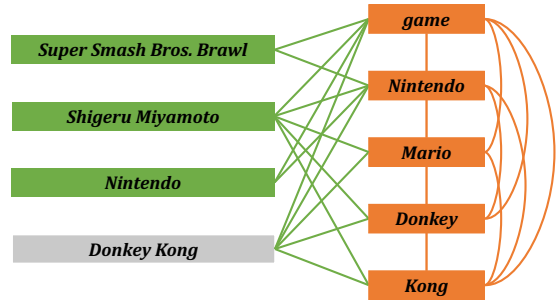 Super Smash Bros. Brawl
Shigeru Miyamoto
Nintendo
Donkey Kong
game
Nintendo
Mario
Donkey
Kong